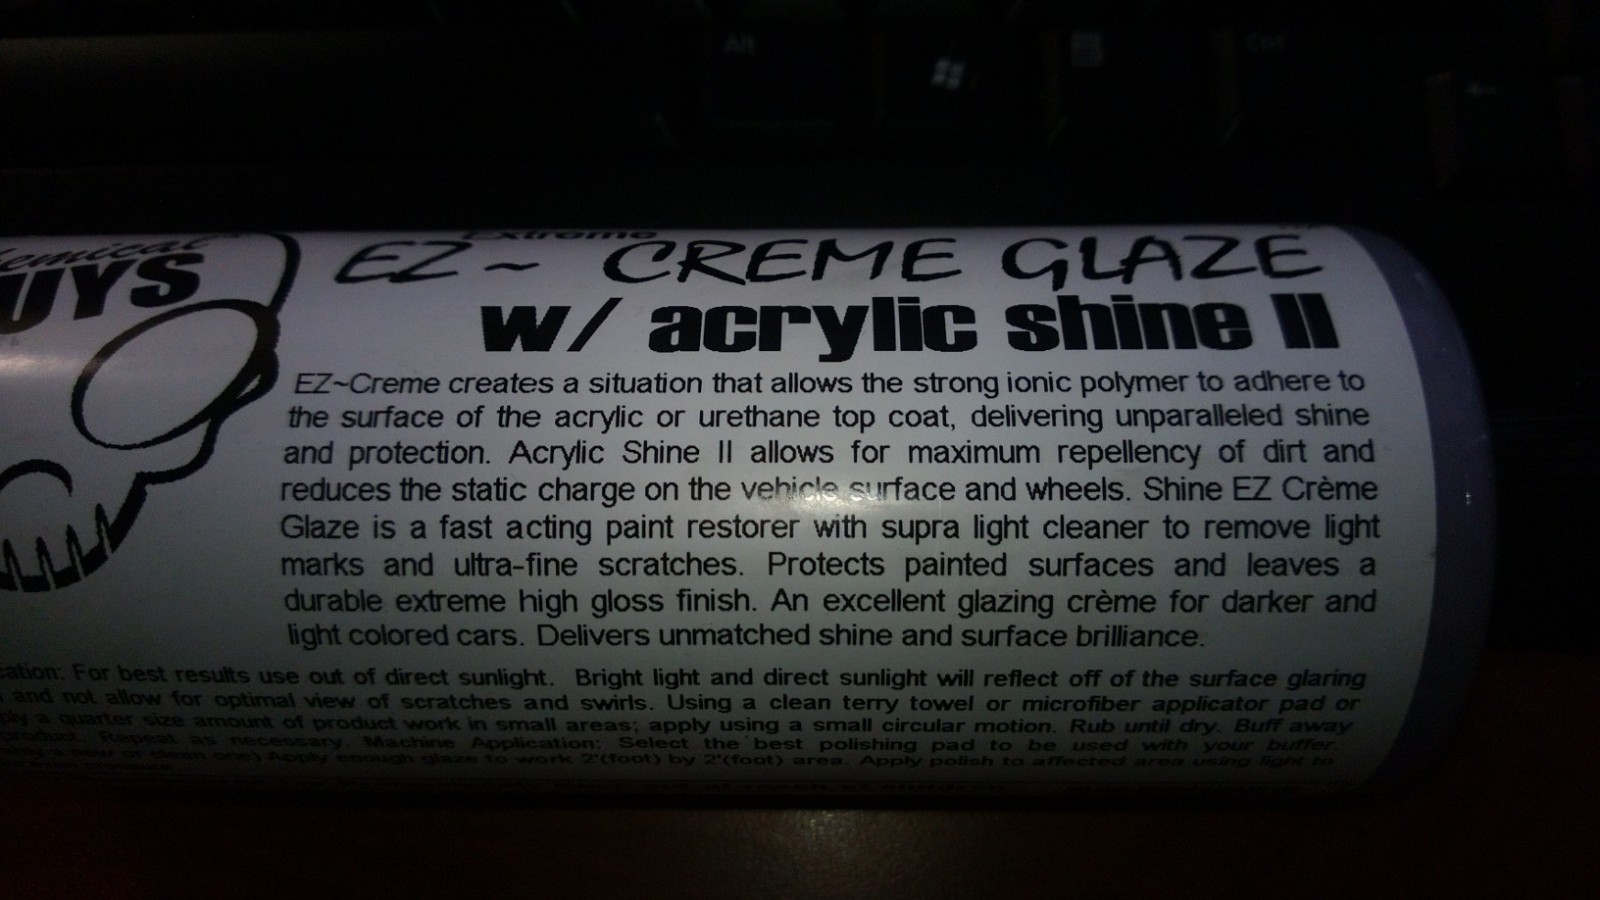 Alt
Ctrl
UYS
Extreme
EZ~ CREME GLAZE
w/ acrylic shine II
EZ~Creme creates a situation that allows the strong ionic polymer to adhere to
the surface of the acrylic or urethane top coat, delivering unparalleled shine
and protection. Acrylic Shine II allows for maximum repellency of dirt and
reduces the static charge on the vehicle surface and wheels. Shine EZ Crème
Glaze is a fast acting paint restorer with supra light cleaner to remove light
marks and ultra-fine scratches. Protects painted surfaces and leaves a
durable extreme high gloss finish. An excellent glazing crème for darker and
light colored cars. Delivers unmatched shine and surface brilliance.
ation: For best results use out of direct sunlight. Bright light and direct sunlight will reflect off of the surface glaring
and not allow for optimal view of scratches and swirls. Using a clean terry towel or microfiber applicator pad or
ply a quarter size amount of product work in small areas; apply using a small circular motion. Rub until dry. Buff away
product. Repeat as necessary. Machine Application: Select the best polishing pad to be used with your buffer.
a new or clean one) Apply enough glaze to work 2'(foot) by 2'(foot) area. Apply polish to affected area using light to